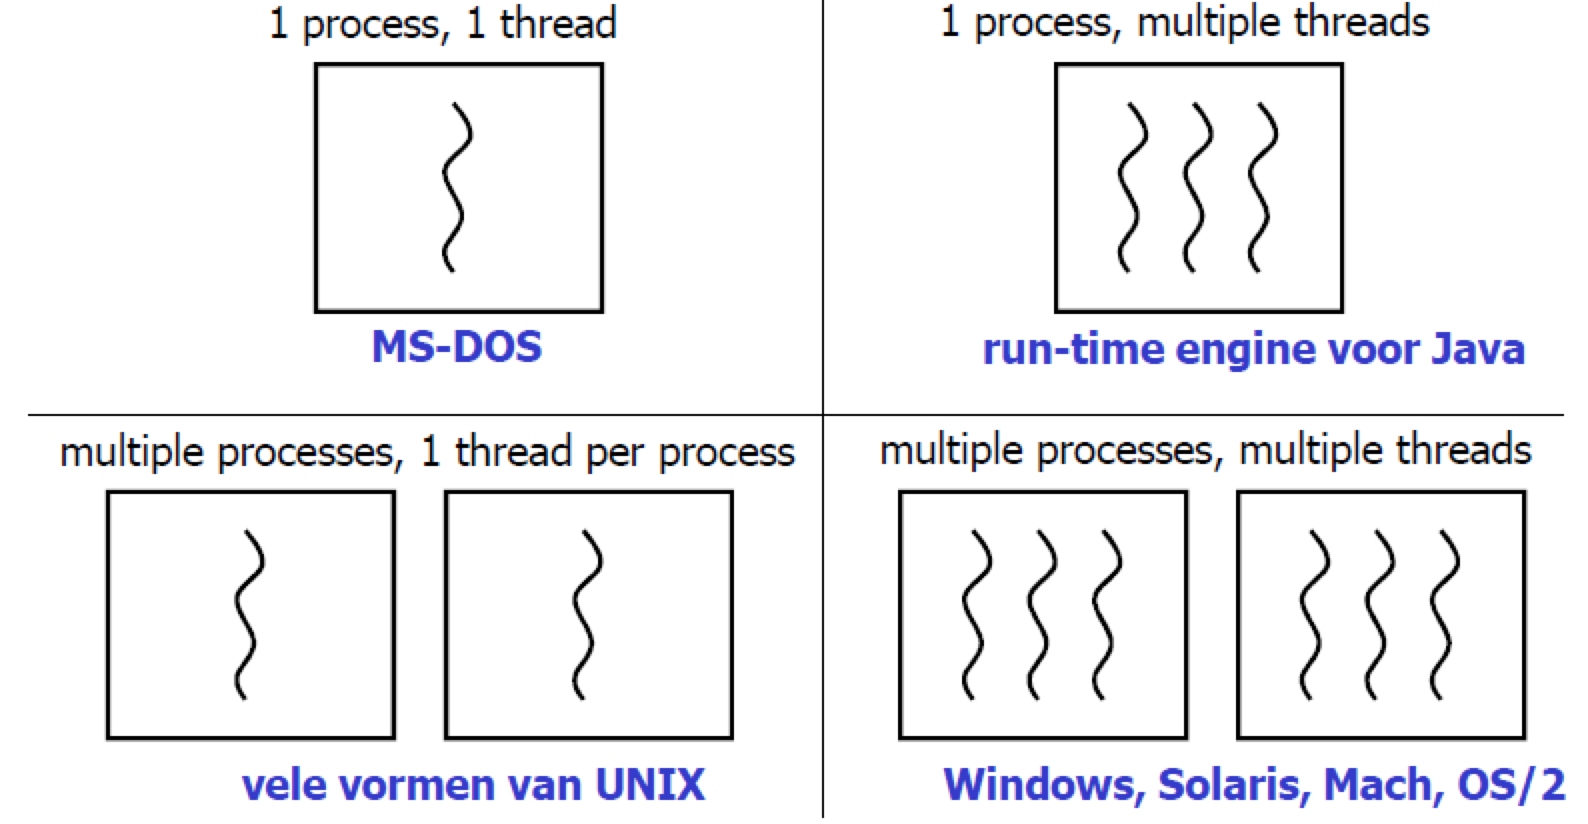 1 process, 1 thread
MS-DOS
1 process, multiple threads
run-time engine voor Java
multiple processes, 1 thread per process
vele vormen van UNIX
multiple processes, multiple threads
Windows, Solaris, Mach, OS/2